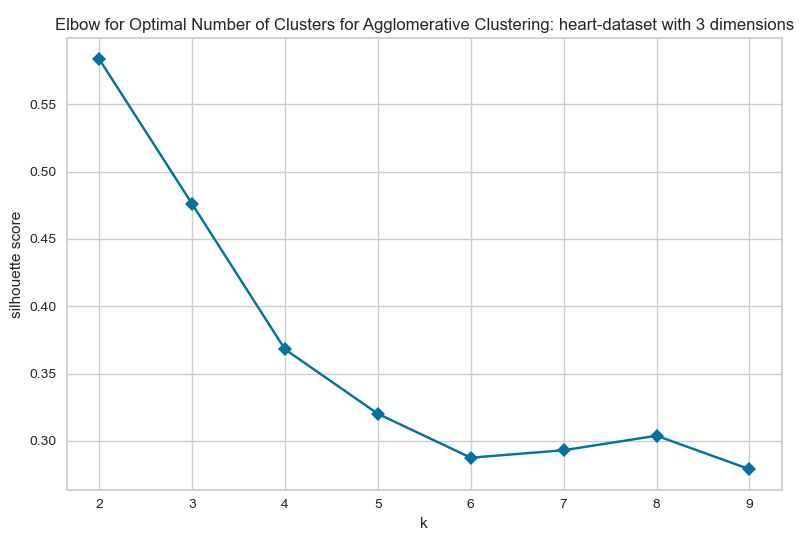 Elbow for Optimal Number of Clusters for Agglomerative Clustering: heart-dataset with 3 dimensions
silhouette score
0.55
0.50
0.45
0.40
0.35
0.30
2 3 4 5 6 7 8 9
k